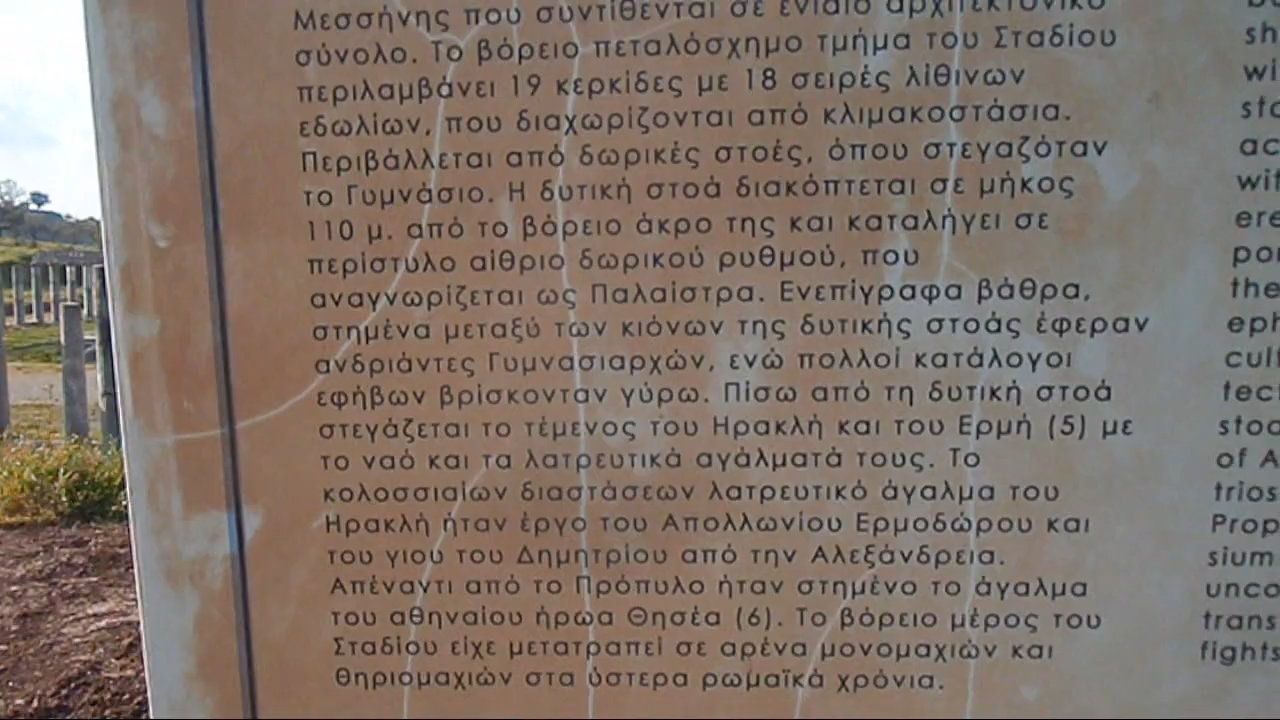 Μεσσήνης που συντίθενται σε ενιαίο αρχιτεκτονικό
σύνολο. Το βόρειο πεταλόσχημο τμήμα του Σταδίου
περιλαμβάνει 19 κερκίδες με 18 σειρές λίθινων
εδωλίων, που διαχωρίζονται από κλιμακοστάσια.
Περιβάλλεται από δωρικές στοές, όπου στεγαζόταν
το Γυμνάσιο. Η δυτική στοά διακόπτεται σε μήκος
110 μ. από το βόρειο άκρο της και καταλήγει σε
περίστυλο αίθριο δωρικού ρυθμού, που
αναγνωρίζεται ως Παλαίστρα. Ενεπίγραφα βάθρα,
στημένα μεταξύ των κιόνων της δυτικής στοάς έφεραν
ανδριάντες Γυμνασιαρχών, ενώ πολλοί κατάλογοι
εφήβων βρίσκονταν γύρω. Πίσω από τη δυτική στοά
στεγάζεται το τέμενος του Ηρακλή και του Ερμή (5) με
το ναό και τα λατρευτικά αγάλματά τους. Το
κολοσσιαίων διαστάσεων λατρευτικό άγαλμα του
Ηρακλή ήταν έργο του Απολλωνίου Ερμοδώρου και
του γιου του Δημητρίου από την Αλεξάνδρεια.
Απέναντι από το Πρόπυλο ήταν στημένο το άγαλμα
του αθηναίου ήρωα Θησέα (6). Το βόρειο μέρος του
Σταδίου είχε μετατραπεί σε αρένα μονομαχιών και
θηριομαχιών στα ύστερα ρωμαϊκά χρόνια.
sh
wi
sto
ac
wit
ere
por
the
eph
cult
tec
stoc
of A
trios
Prop
sium
unco
trans
fights